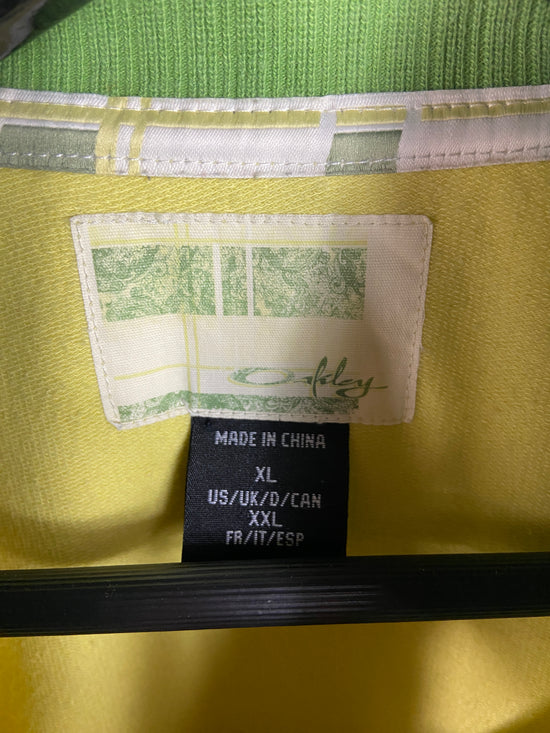 Oakley
MADE IN CHINA
XL
US/UK/D/CAN
XXL
FR/IT/ESP